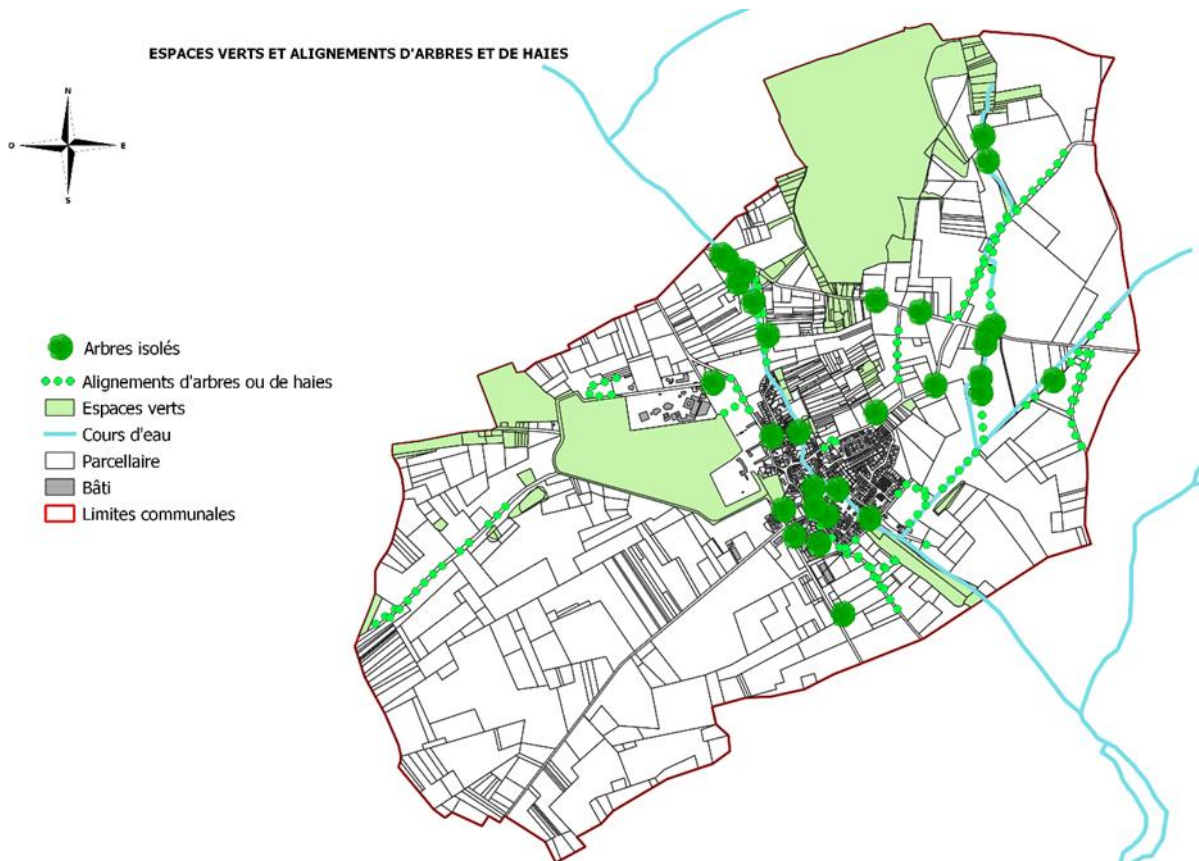 ESPACES VERTS ET ALIGNEMENTS D'ARBRES ET DE HAIES
N
O
E
S
Arbres isolés
Alignements d'arbres ou de haies
Espaces verts
Cours d'eau
Parcellaire
Bâti
Limites communales